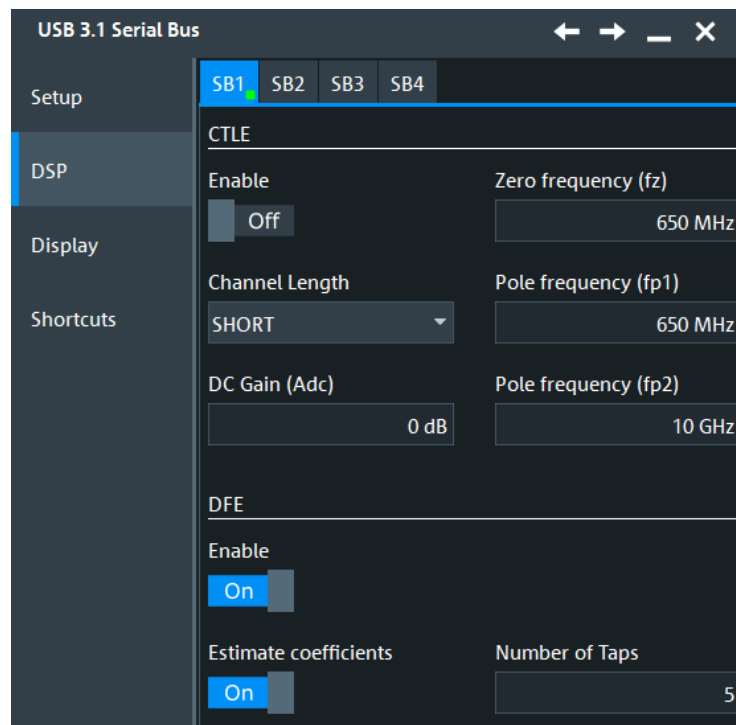 USB 3.1 Serial Bus
Setup
DSP
Display
Shortcuts
SB1 SB2 SB3 SB4
CTLE
Enable Zero frequency (fz)
Off 650 MHz
Channel Length Pole frequency (fp1)
SHORT 650 MHz
DC Gain (Adc) Pole frequency (fp2)
0 dB 10 GHz
DFE
Enable
On
Estimate coefficients Number of Taps
On 5